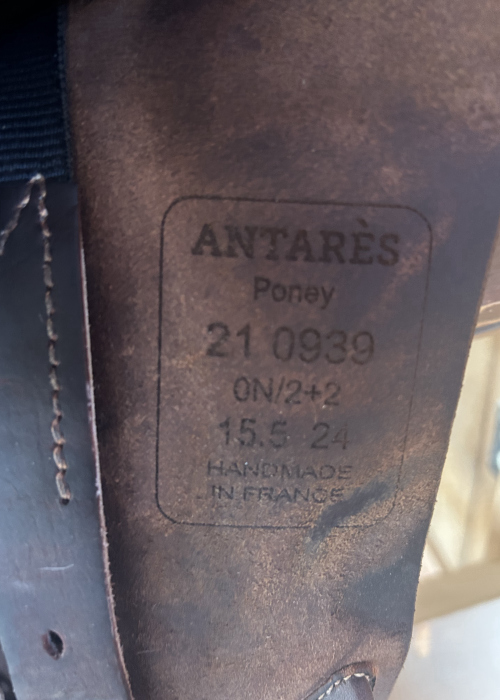 ANTARÈS
Poney
21 0939
0N/2+2
15.5 24
HANDMADE
IN FRANCE